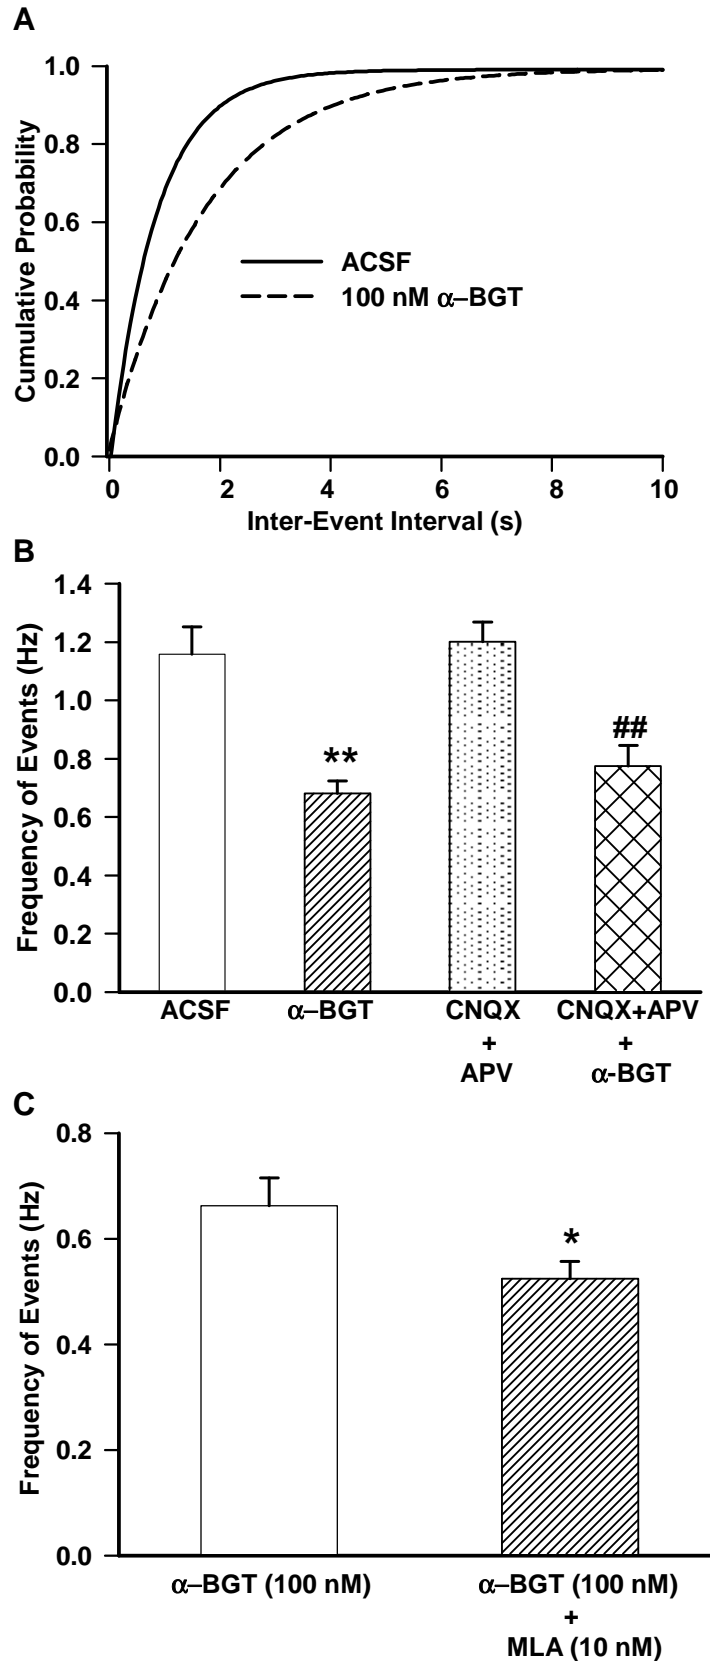 A
1.0
0.8
0.6
0.4
0.2
0.0
Cumulative Probability
ACSF
100 nM α–BGT
0 2 4 6 8 10
Inter-Event Interval (s)
B
1.4
1.2
1.0
0.8
0.6
0.4
0.2
0.0
Frequency of Events (Hz)
**
##
ACSF α–BGT CNQX CNQX+APV
+ +
APV α-BGT
C
0.8
0.6
0.4
0.2
0.0
Frequency of Events (Hz)
*
α–BGT (100 nM) α–BGT (100 nM)
+
MLA (10 nM)